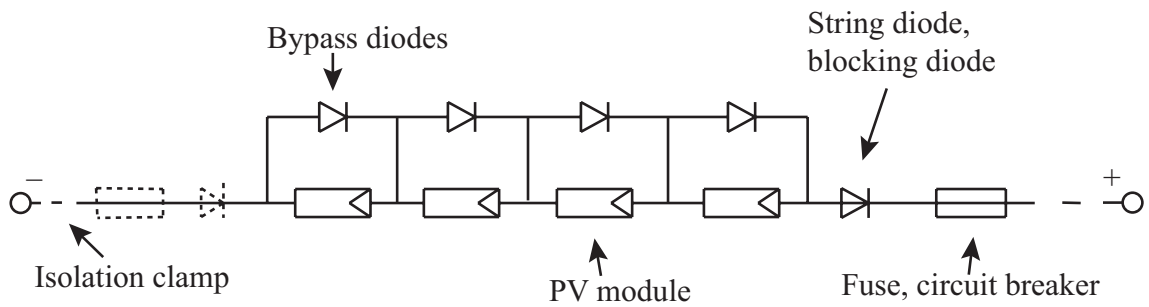 String diode,
blocking diode
Bypass diodes
−
+
Isolation clamp
PV module
Fuse, circuit breaker